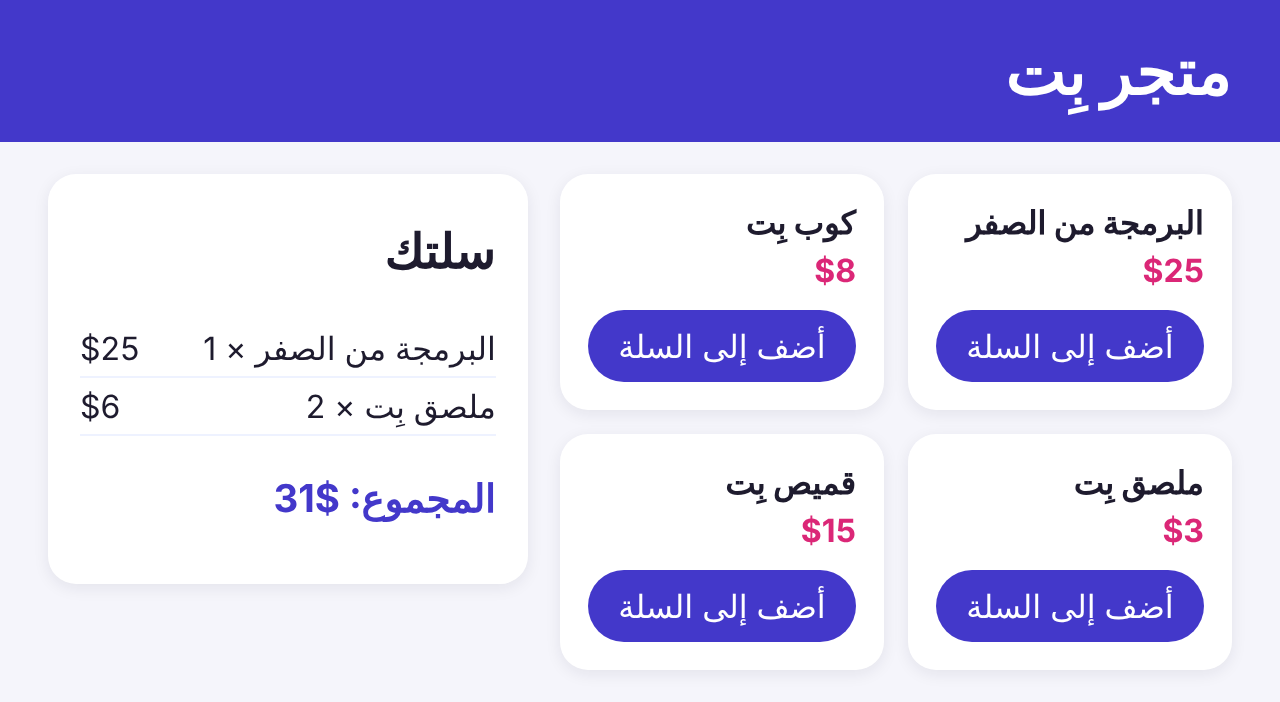 متجر بِت
البرمجة من الصفر
$25
أضف إلى السلة
كوب بِت
$8
أضف إلى السلة
ملصق بِت
$3
أضف إلى السلة
قميص بِت
$15
أضف إلى السلة
سلتك
البرمجة من الصفر × 1 $25
ملصق بِت × 2 $6
المجموع: $31